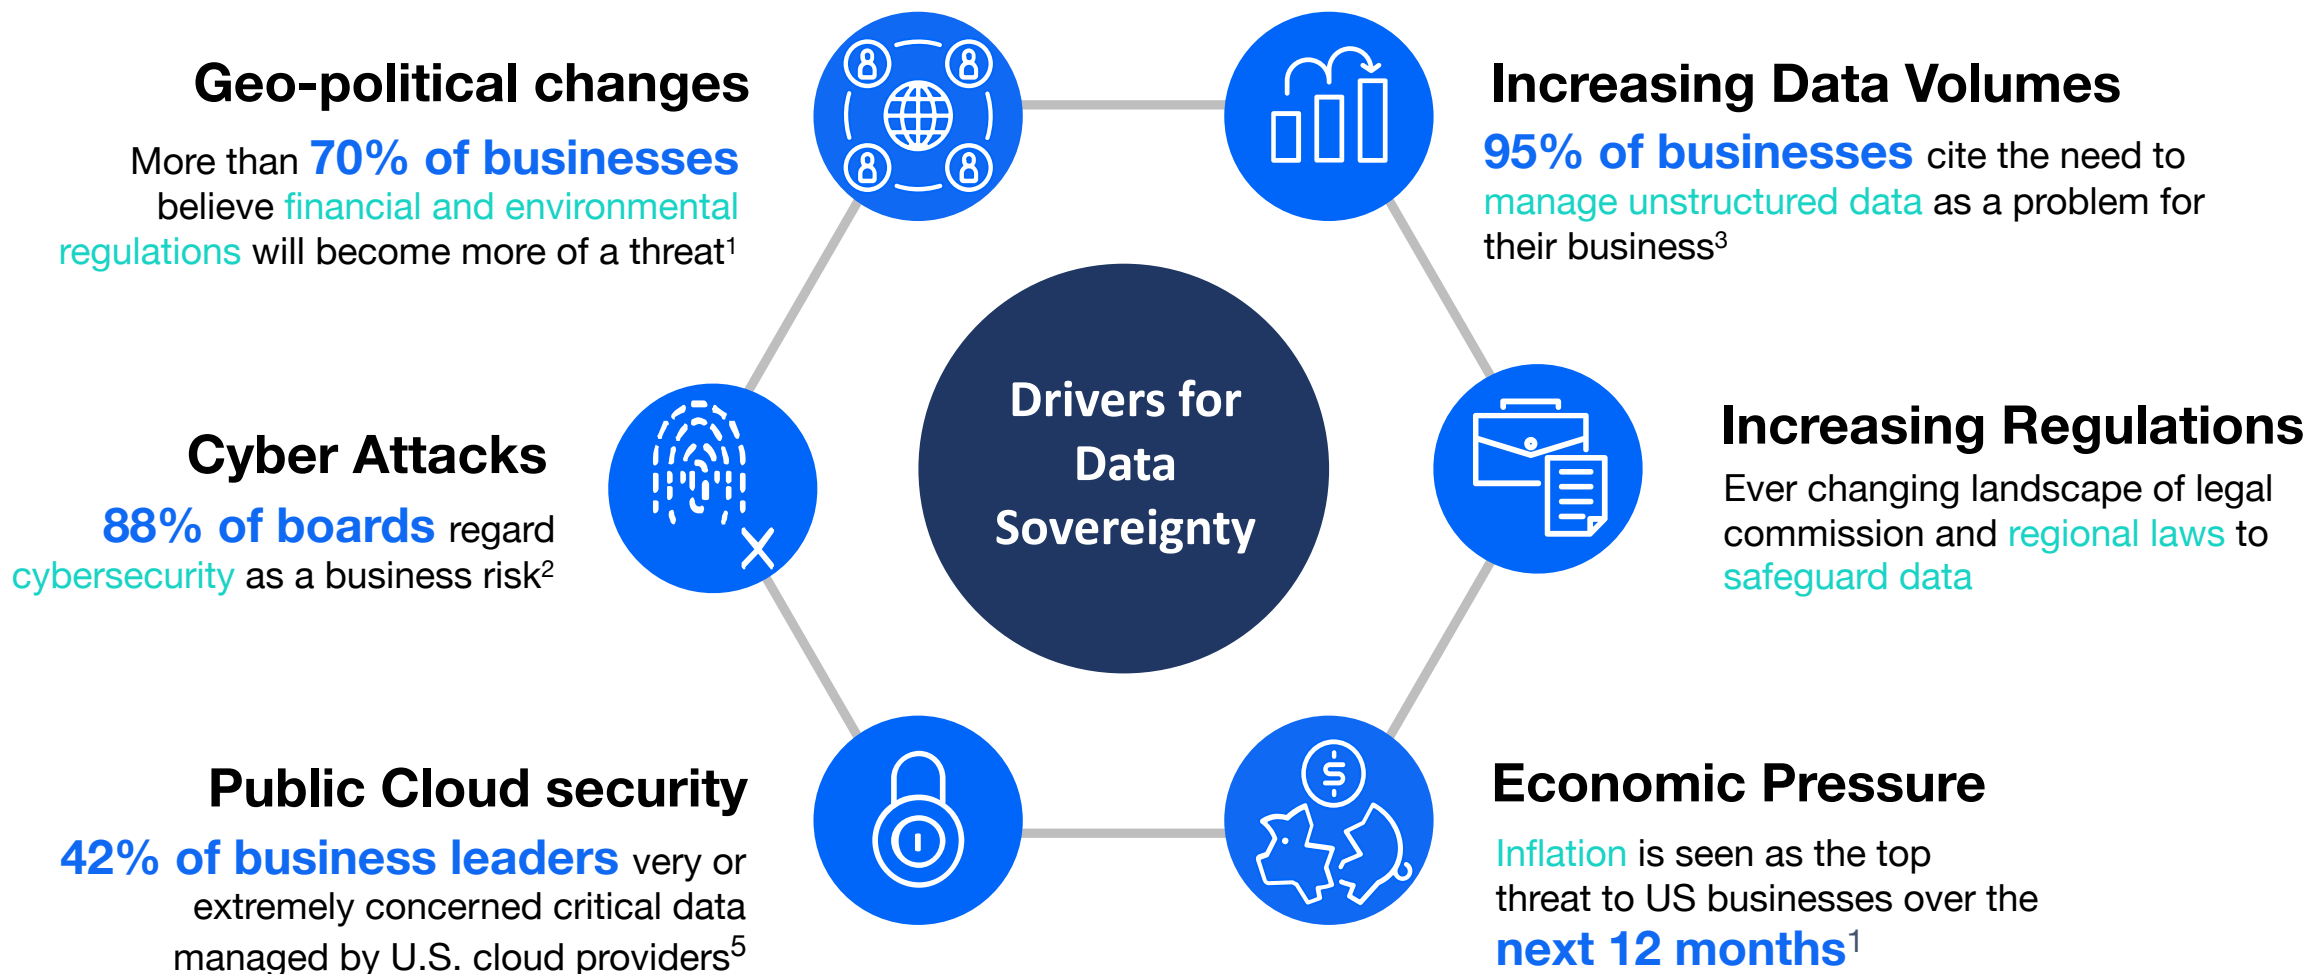 Geo-political changes
More than 70% of businesses
believe financial and environmental
regulations will become more of a threat¹
Increasing Data Volumes
95% of businesses cite the need to
manage unstructured data as a problem for
their business³
Cyber Attacks
88% of boards regard
cybersecurity as a business risk²
Drivers for
Data
Sovereignty
Increasing Regulations
Ever changing landscape of legal
commission and regional laws to
safeguard data
Public Cloud security
42% of business leaders very or
extremely concerned critical data
managed by U.S. cloud providers⁵
Economic Pressure
Inflation is seen as the top
threat to US businesses over the
next 12 months¹